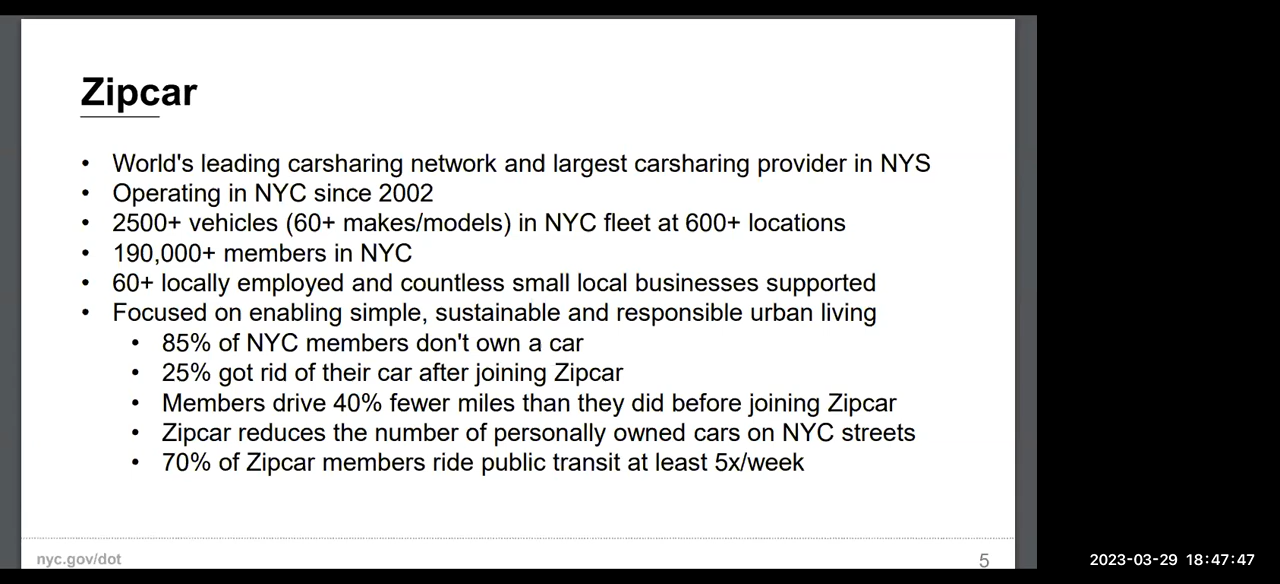 Zipcar
• World's leading carsharing network and largest carsharing provider in NYS
• Operating in NYC since 2002
• 2500+ vehicles (60+ makes/models) in NYC fleet at 600+ locations
• 190,000+ members in NYC
• 60+ locally employed and countless small local businesses supported
• Focused on enabling simple, sustainable and responsible urban living
• 85% of NYC members don't own a car
• 25% got rid of their car after joining Zipcar
• Members drive 40% fewer miles than they did before joining Zipcar
• Zipcar reduces the number of personally owned cars on NYC streets
• 70% of Zipcar members ride public transit at least 5x/week
nyc.gov/dot
5
2023-03-29 18:47:47